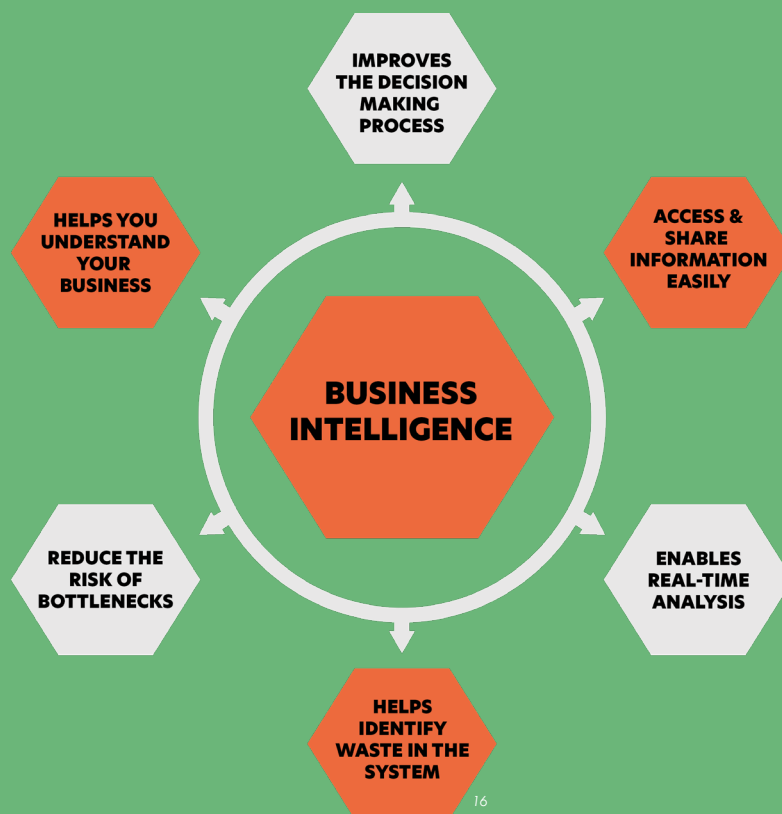 IMPROVES
THE DECISION
MAKING
PROCESS
HELPS YOU
UNDERSTAND
YOUR
BUSINESS
ACCESS &
SHARE
INFORMATION
EASILY
BUSINESS
INTELLIGENCE
REDUCE THE
RISK OF
BOTTLENECKS
ENABLES
REAL-TIME
ANALYSIS
HELPS
IDENTIFY
WASTE IN THE
SYSTEM
16